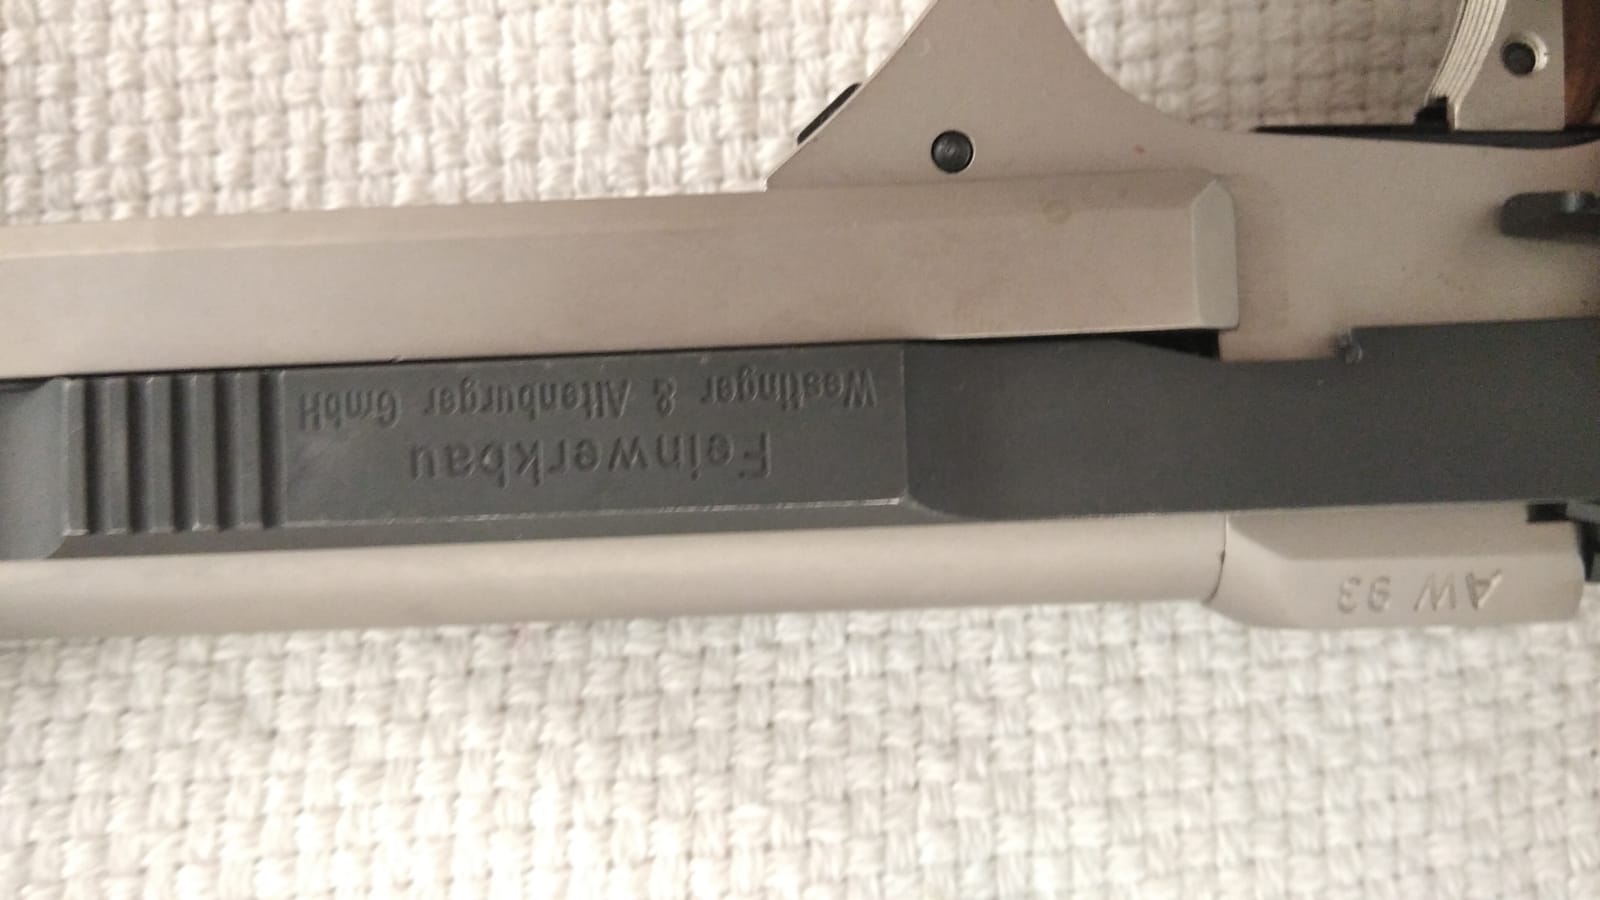 Feinwerkbau
Westinger & Altenburger GmbH
AW 93